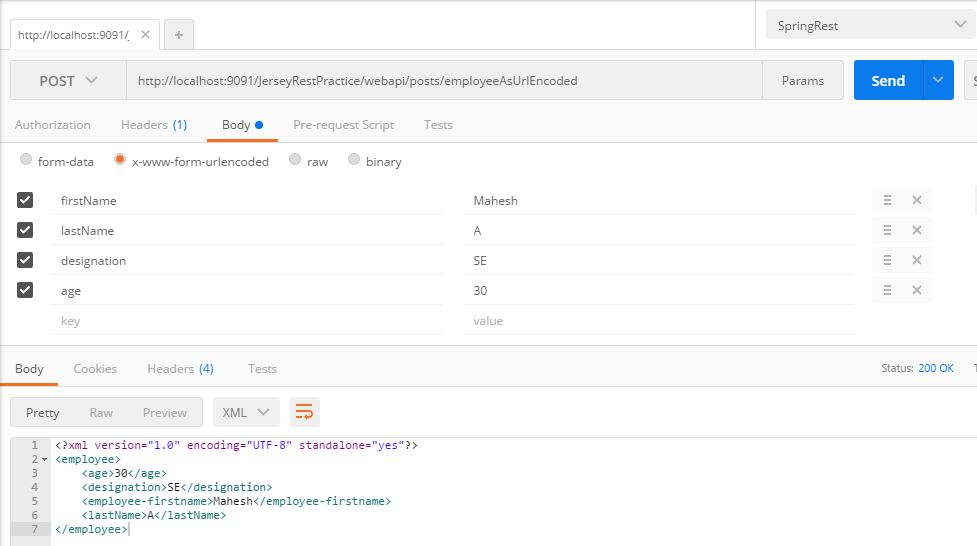 http://localhost:9091/
SpringRest
POST http://localhost:9091/JerseyRestPractice/webapi/posts/employeeAsUrlEncoded Params Send
Authorization Headers (1) Body Pre-request Script Tests
form-data x-www-form-urlencoded raw binary
firstName Mahesh
lastName A
designation SE
age 30
key value
Body Cookies Headers (4) Tests Status: 200 OK
Pretty Raw Preview XML
1 <?xml version="1.0" encoding="UTF-8" standalone="yes"?>
2 <employee>
3 <age>30</age>
4 <designation>SE</designation>
5 <employee-firstname>Mahesh</employee-firstname>
6 <lastName>A</lastName>
7 </employee>